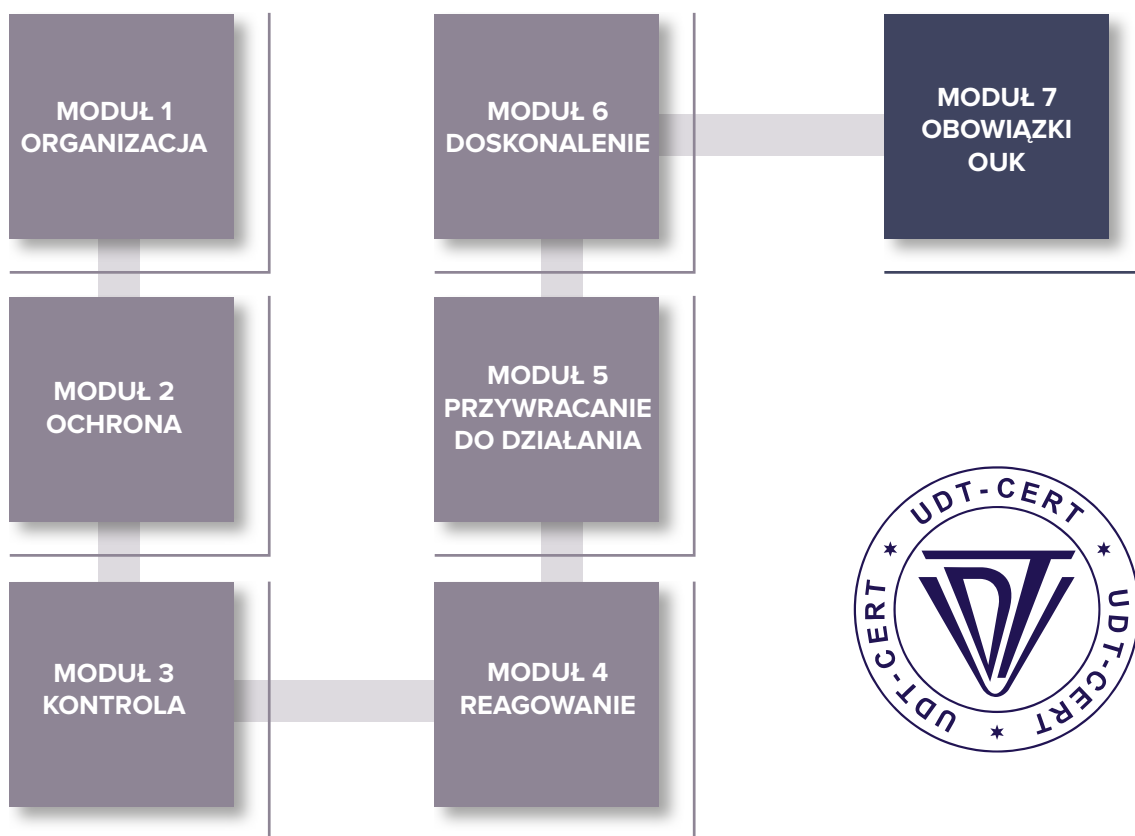 MODUŁ 1
ORGANIZACJA
MODUŁ 2
OCHRONA
MODUŁ 3
KONTROLA
MODUŁ 4
REAGOWANIE
MODUŁ 5
PRZYWRACANIE
DO DZIAŁANIA
MODUŁ 6
DOSKONALENIE
MODUŁ 7
OBOWIĄZKI
OUK
UDT-CERT
UDT-CERT
UDT-CERT
UDT